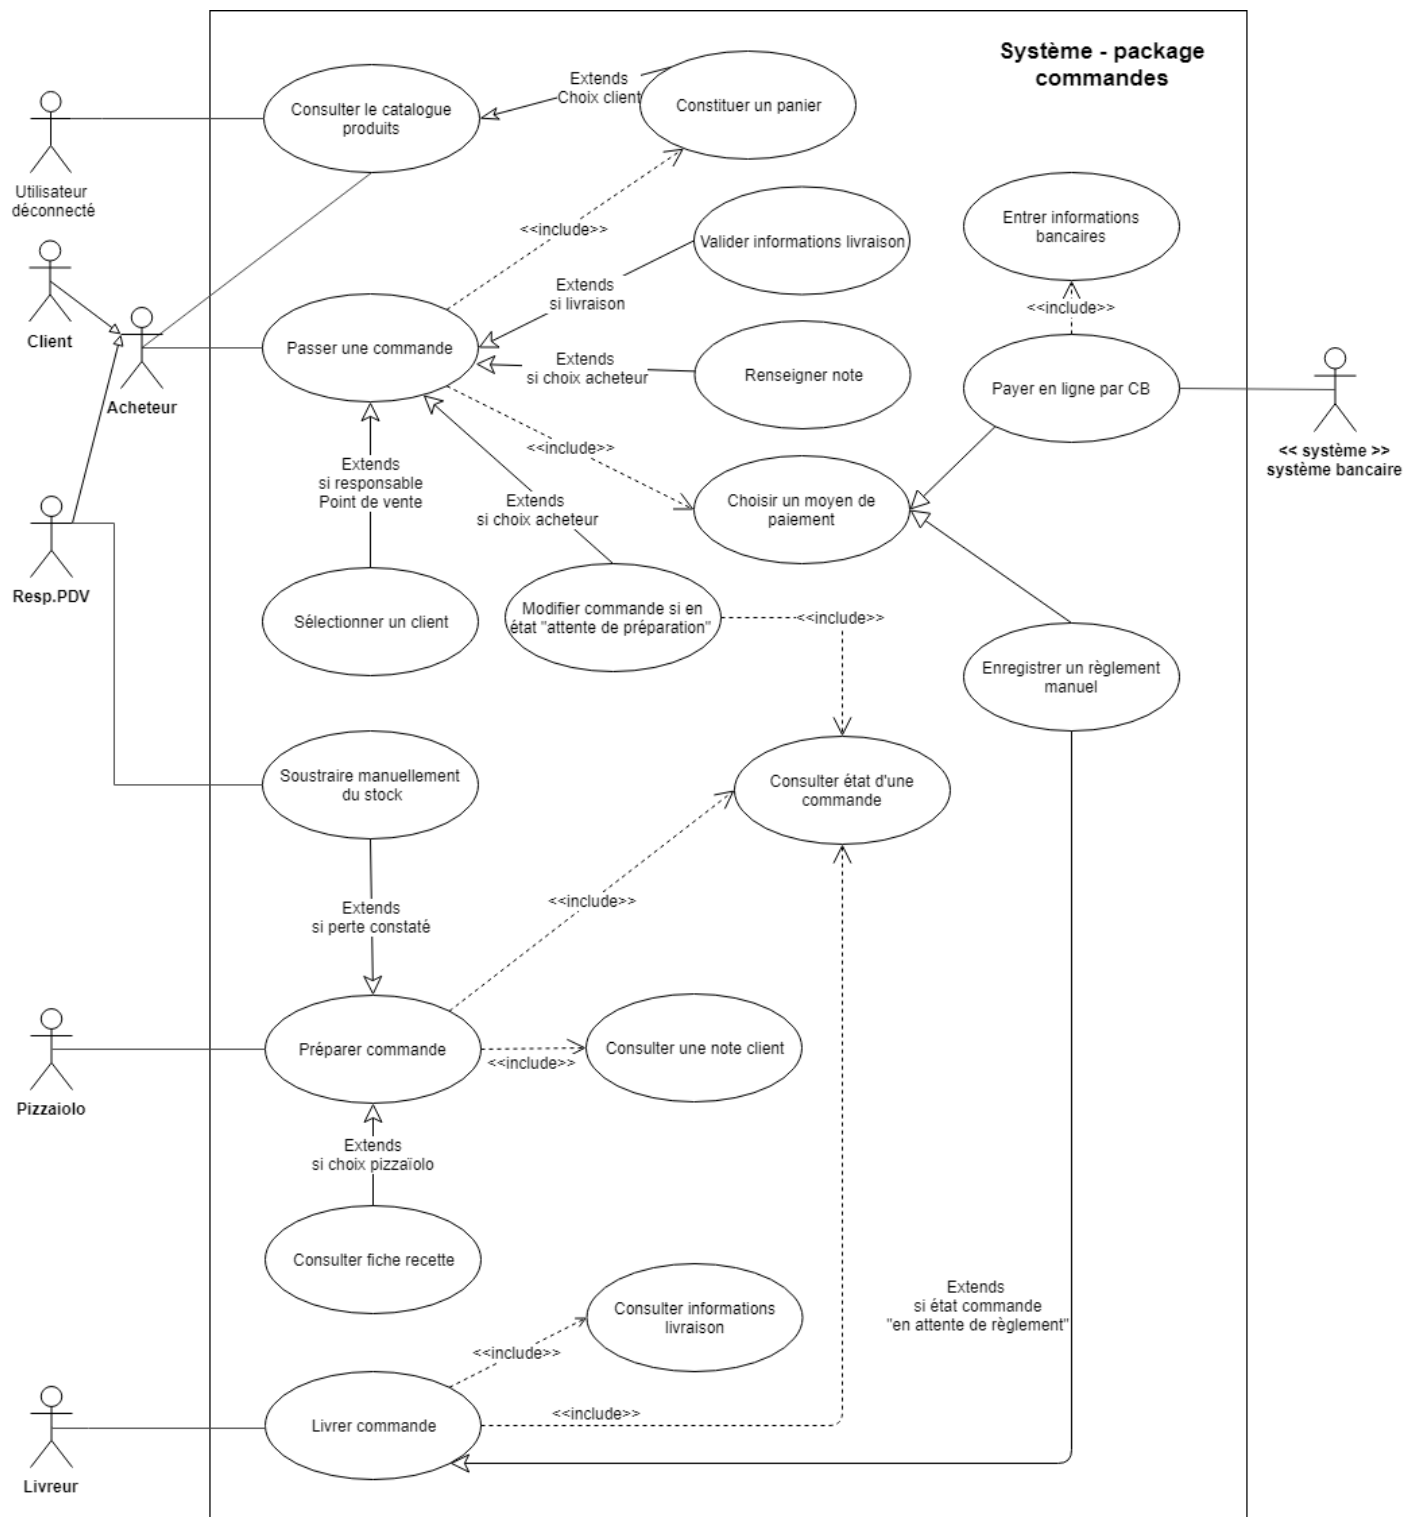 Système - package
commandes
Extends
Choix client
Constituer un panier
Consulter le catalogue
produits
Utilisateur
déconnecté
Entrer informations
bancaires
<<include>>
Valider informations livraison
Extends
si livraison
<<include>>
Client
Passer une commande
Extends
si choix acheteur
Renseigner note
Payer en ligne par CB
Acheteur
<<include>>
<< système >>
système bancaire
Extends
si responsable
Point de vente
Extends
si choix acheteur
Choisir un moyen de
paiement
Resp.PDV
Sélectionner un client
Modifier commande si en
état "attente de préparation"
<<include>>
Enregistrer un règlement
manuel
Soustraire manuellement
du stock
Consulter état d'une
commande
Extends
si perte constaté
<<include>>
Préparer commande
<<include>>
Consulter une note client
Pizzaiolo
Extends
si choix pizzaïolo
Consulter fiche recette
Extends
si état commande
"en attente de règlement"
Consulter informations
livraison
<<include>>
Livrer commande
<<include>>
Livreur